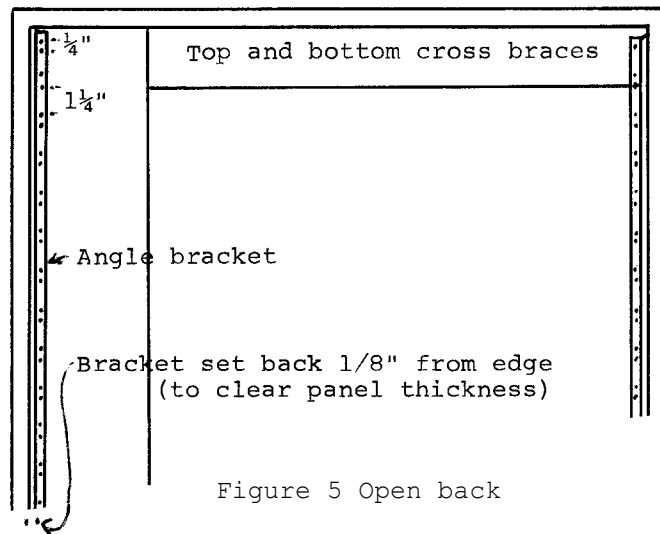 ¼"
Top and bottom cross braces
1¼"
Angle bracket
Bracket set back 1/8" from edge
(to clear panel thickness)
Figure 5 Open back